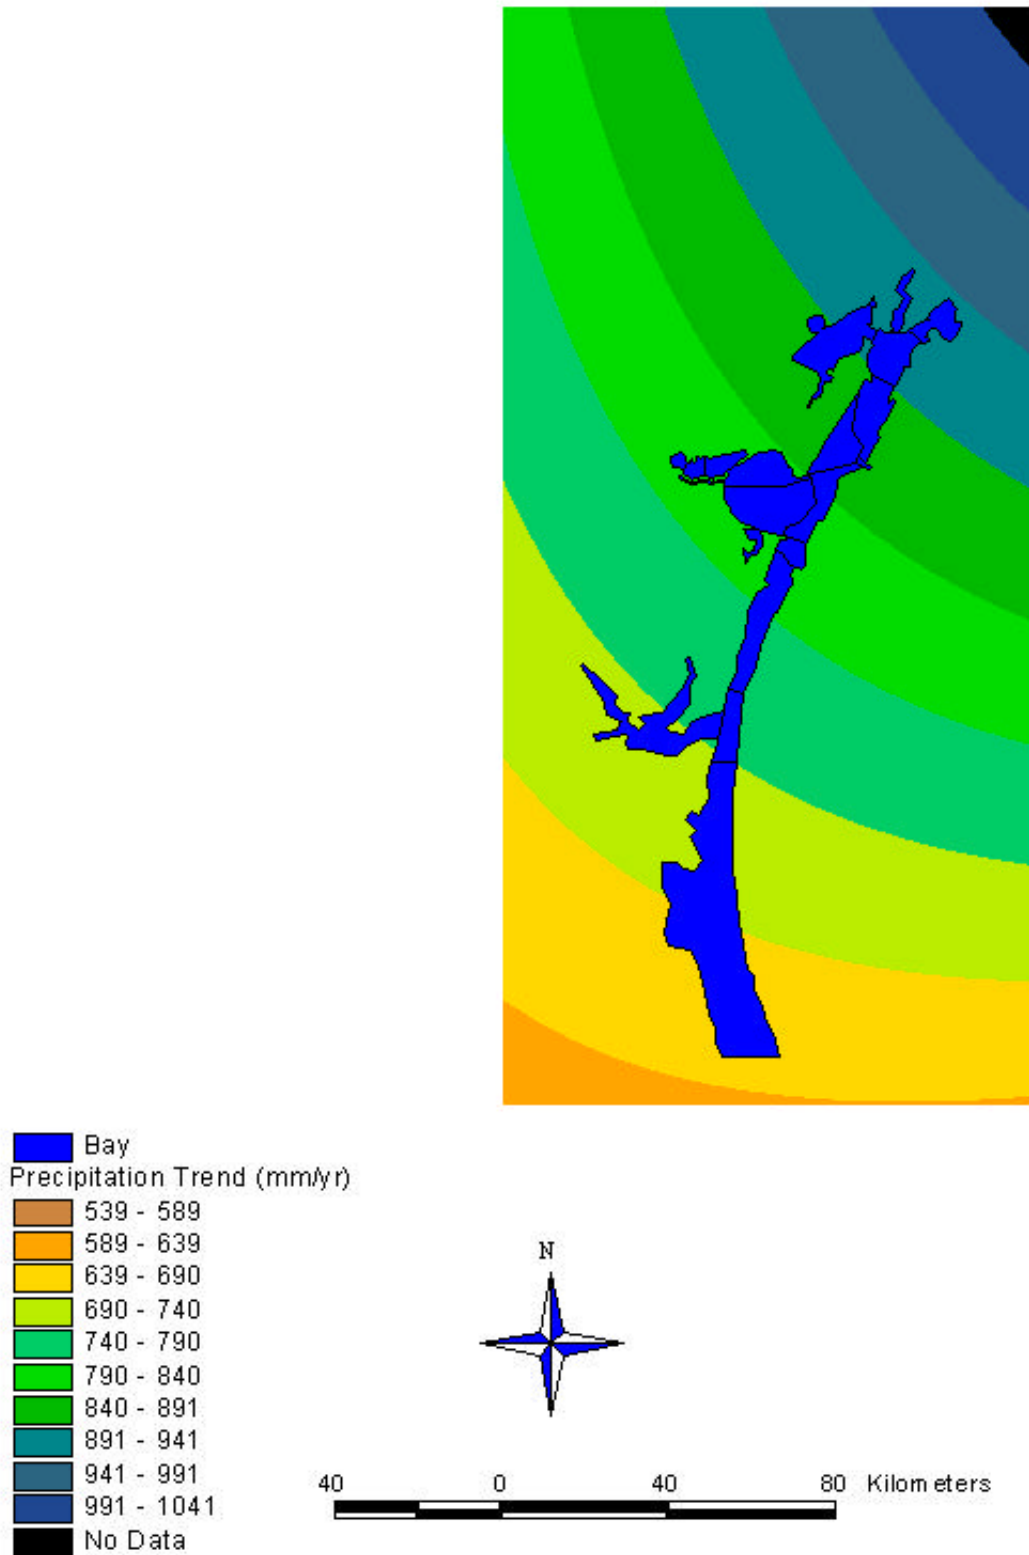 Bay
Precipitation Trend (mm/yr)
539 - 589
589 - 639
639 - 690
690 - 740
740 - 790
790 - 840
840 - 891
891 - 941
941 - 991
991 - 1041
No Data
N
40 0 40 80 Kilometers